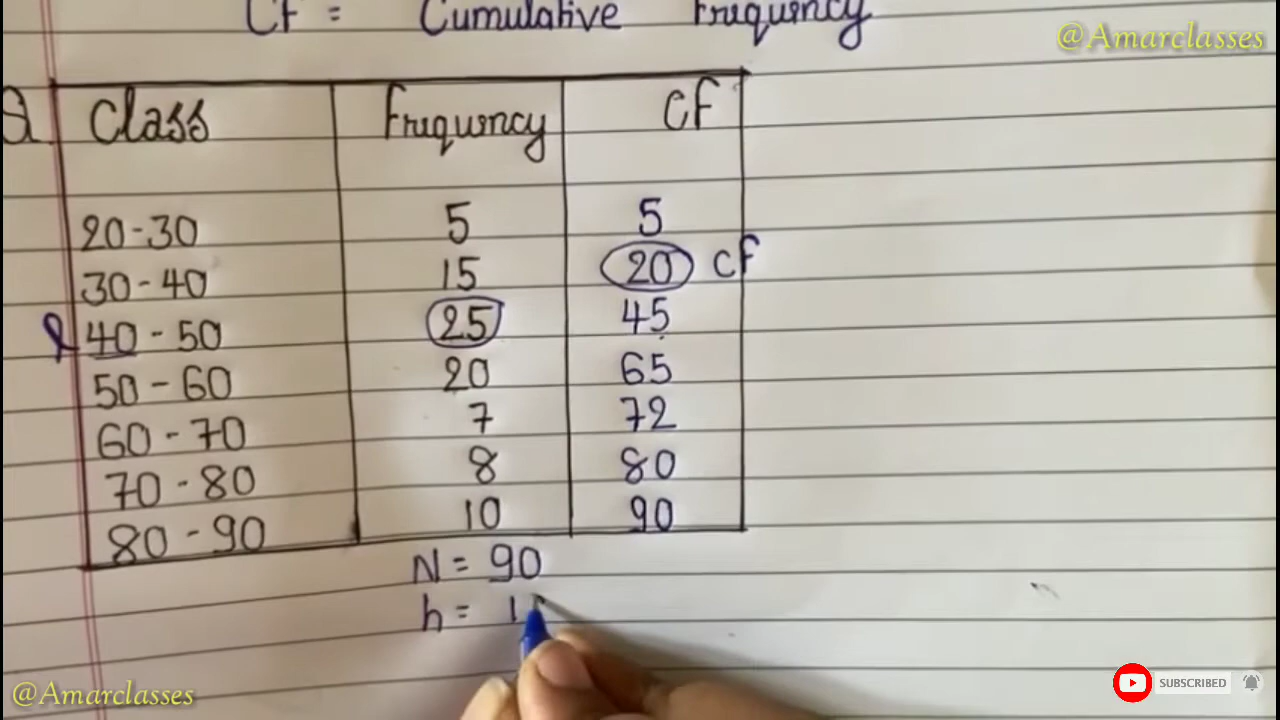 CF = Cumulative Frequency
@Amarclasses
Q. Class Frequency CF
20-30 5 5
30-40 15 20 CF
l 40-50 25 45
50-60 20 65
60-70 7 72
70-80 8 80
80-90 10 90
N = 90
h = 1
@Amarclasses
SUBSCRIBED